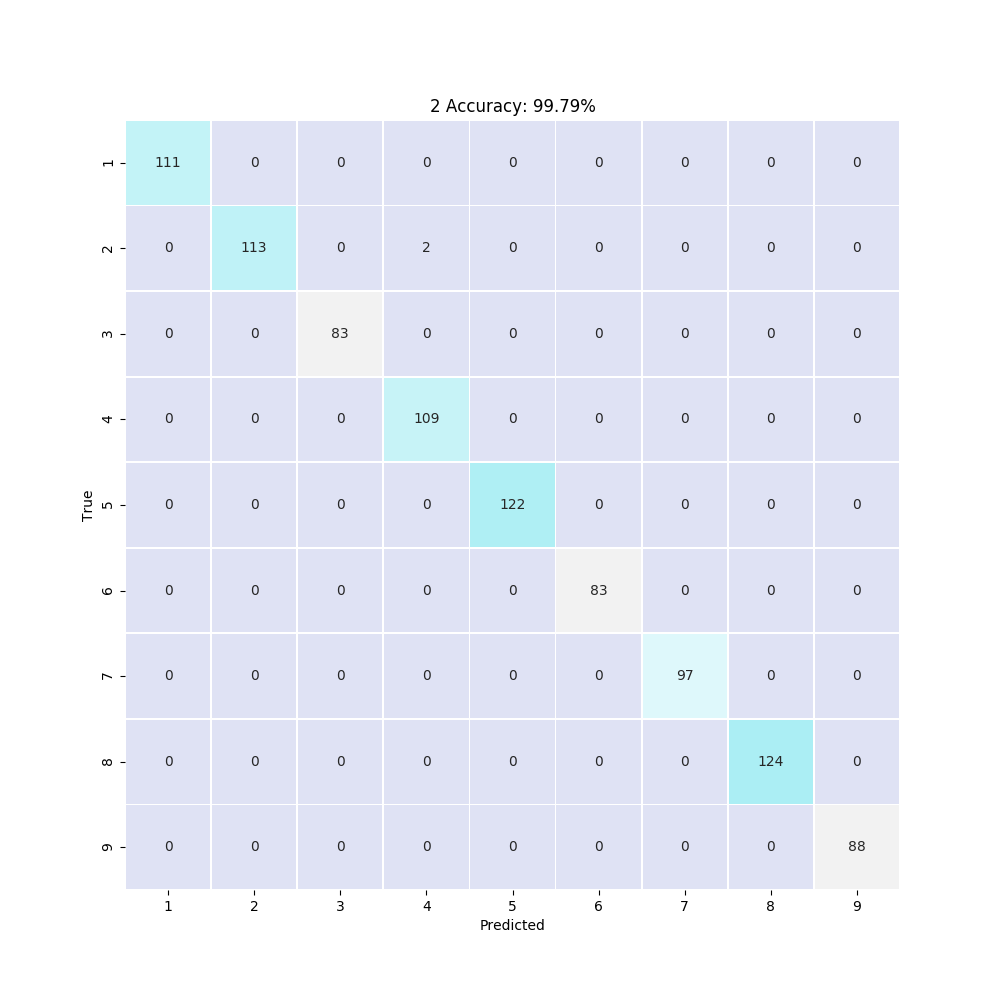 2 Accuracy: 99.79%
1 111 0 0 0 0 0 0 0 0
2 0 113 0 2 0 0 0 0 0
3 0 0 83 0 0 0 0 0 0
4 0 0 0 109 0 0 0 0 0
True
5 0 0 0 0 122 0 0 0 0
6 0 0 0 0 0 83 0 0 0
7 0 0 0 0 0 0 97 0 0
8 0 0 0 0 0 0 0 124 0
9 0 0 0 0 0 0 0 0 88
1 2 3 4 5 6 7 8 9
Predicted